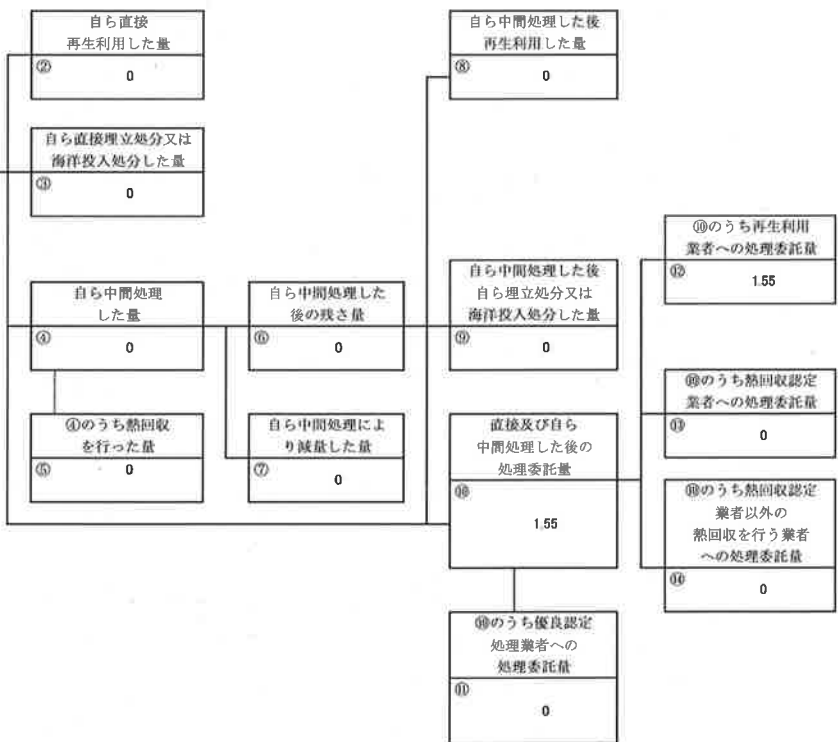 自ら直接
再生利用した量
② 0
自ら直接埋立処分又は
海洋投入処分した量
③ 0
自ら中間処理
した量
④ 0
④のうち熱回収
を行った量
⑤ 0
自ら中間処理した
後の残さ量
⑥ 0
自ら中間処理によ
り減量した量
⑦ 0
自ら中間処理した後
再生利用した量
⑧ 0
自ら中間処理した後
自ら埋立処分又は
海洋投入処分した量
⑨ 0
直接及び自ら
中間処理した後の
処理委託量
⑩ 1.55
⑩のうち優良認定
処理業者への
処理委託量
⑪ 0
⑩のうち再生利用
業者への処理委託量
⑫ 1.55
⑩のうち熱回収認定
業者への処理委託量
⑬ 0
⑩のうち熱回収認定
業者以外の
熱回収を行う業者
への処理委託量
⑭ 0